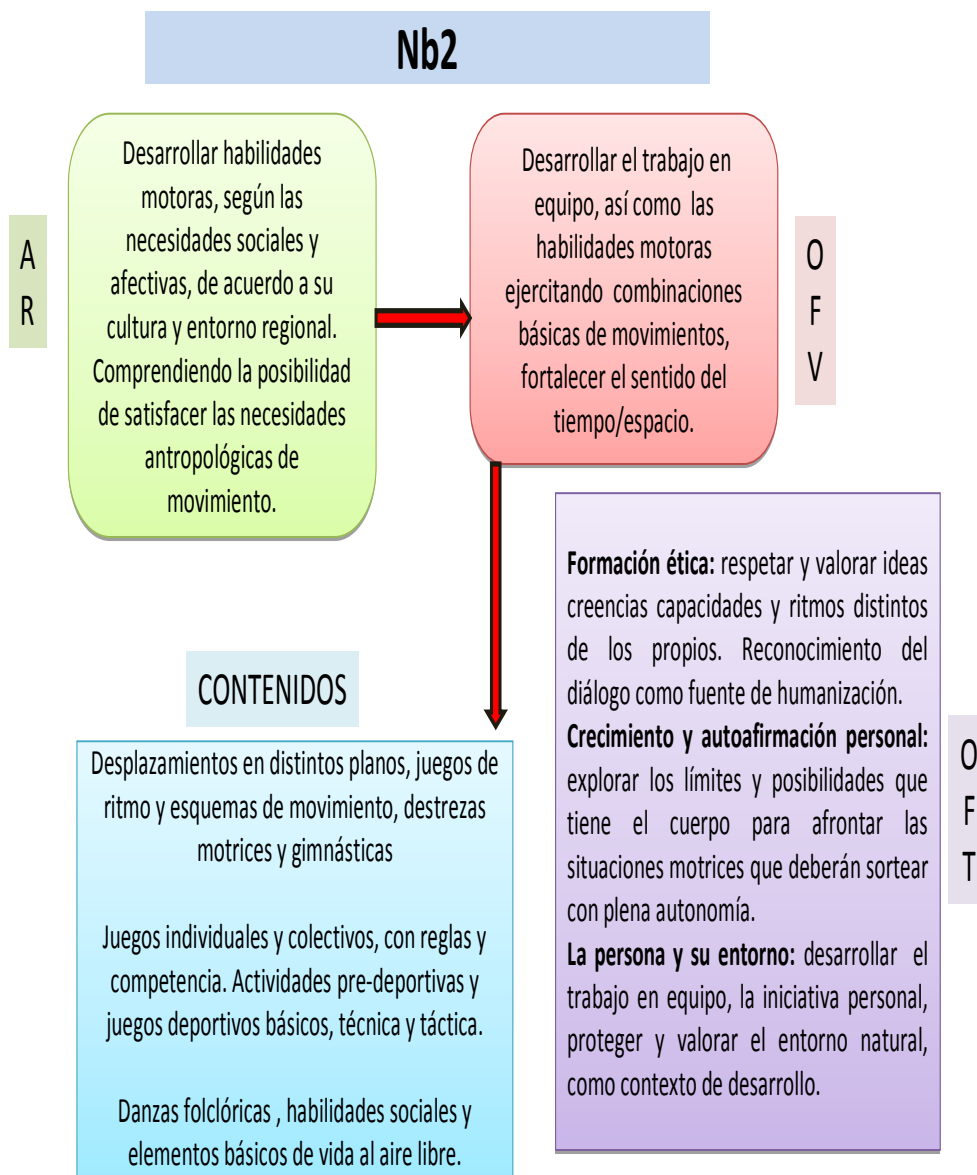 Nb2
A
R
Desarrollar habilidades
motoras, según las
necesidades sociales y
afectivas, de acuerdo a su
cultura y entorno regional.
Comprendiendo la posibilidad
de satisfacer las necesidades
antropológicas de
movimiento.
Desarrollar el trabajo en
equipo, así como las
habilidades motoras
ejercitando combinaciones
básicas de movimientos,
fortalecer el sentido del
tiempo/espacio.
O
F
V
CONTENIDOS
Desplazamientos en distintos planos, juegos de
ritmo y esquemas de movimiento, destrezas
motrices y gimnásticas
Juegos individuales y colectivos, con reglas y
competencia. Actividades pre-deportivas y
juegos deportivos básicos, técnica y táctica.
Danzas folclóricas , habilidades sociales y
elementos básicos de vida al aire libre.
Formación ética: respetar y valorar ideas
creencias capacidades y ritmos distintos
de los propios. Reconocimiento del
diálogo como fuente de humanización.
Crecimiento y autoafirmación personal:
explorar los límites y posibilidades que
tiene el cuerpo para afrontar las
situaciones motrices que deberán sortear
con plena autonomía.
La persona y su entorno: desarrollar el
trabajo en equipo, la iniciativa personal,
proteger y valorar el entorno natural,
como contexto de desarrollo.
O
F
T